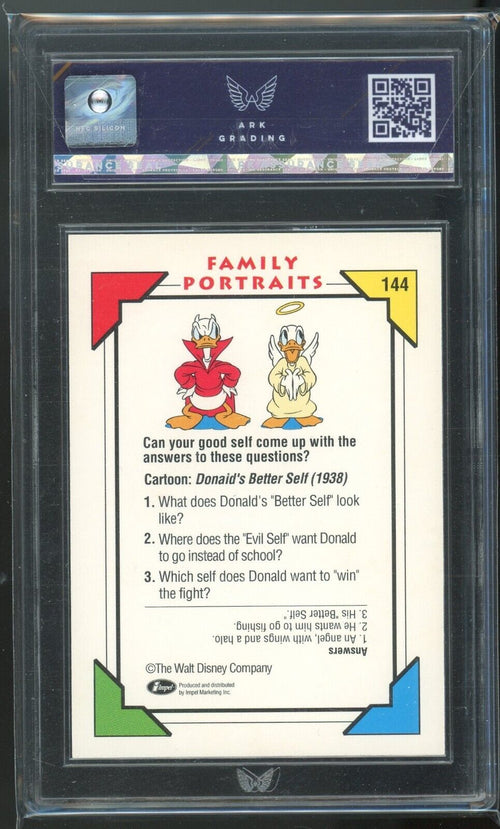 NFC SILICON
ARK
GRADING
FAMILY
PORTRAITS
144
Can your good self come up with the
answers to these questions?
Cartoon: Donald's Better Self (1938)
1. What does Donald's "Better Self" look
like?
2. Where does the "Evil Self" want Donald
to go instead of school?
3. Which self does Donald want to "win"
the fight?
Answers
1. An angel, with wings and a halo.
2. He wants him to go fishing.
3. His "Better Self".
©The Walt Disney Company
Impel
Produced and distributed
by Impel Marketing Inc.